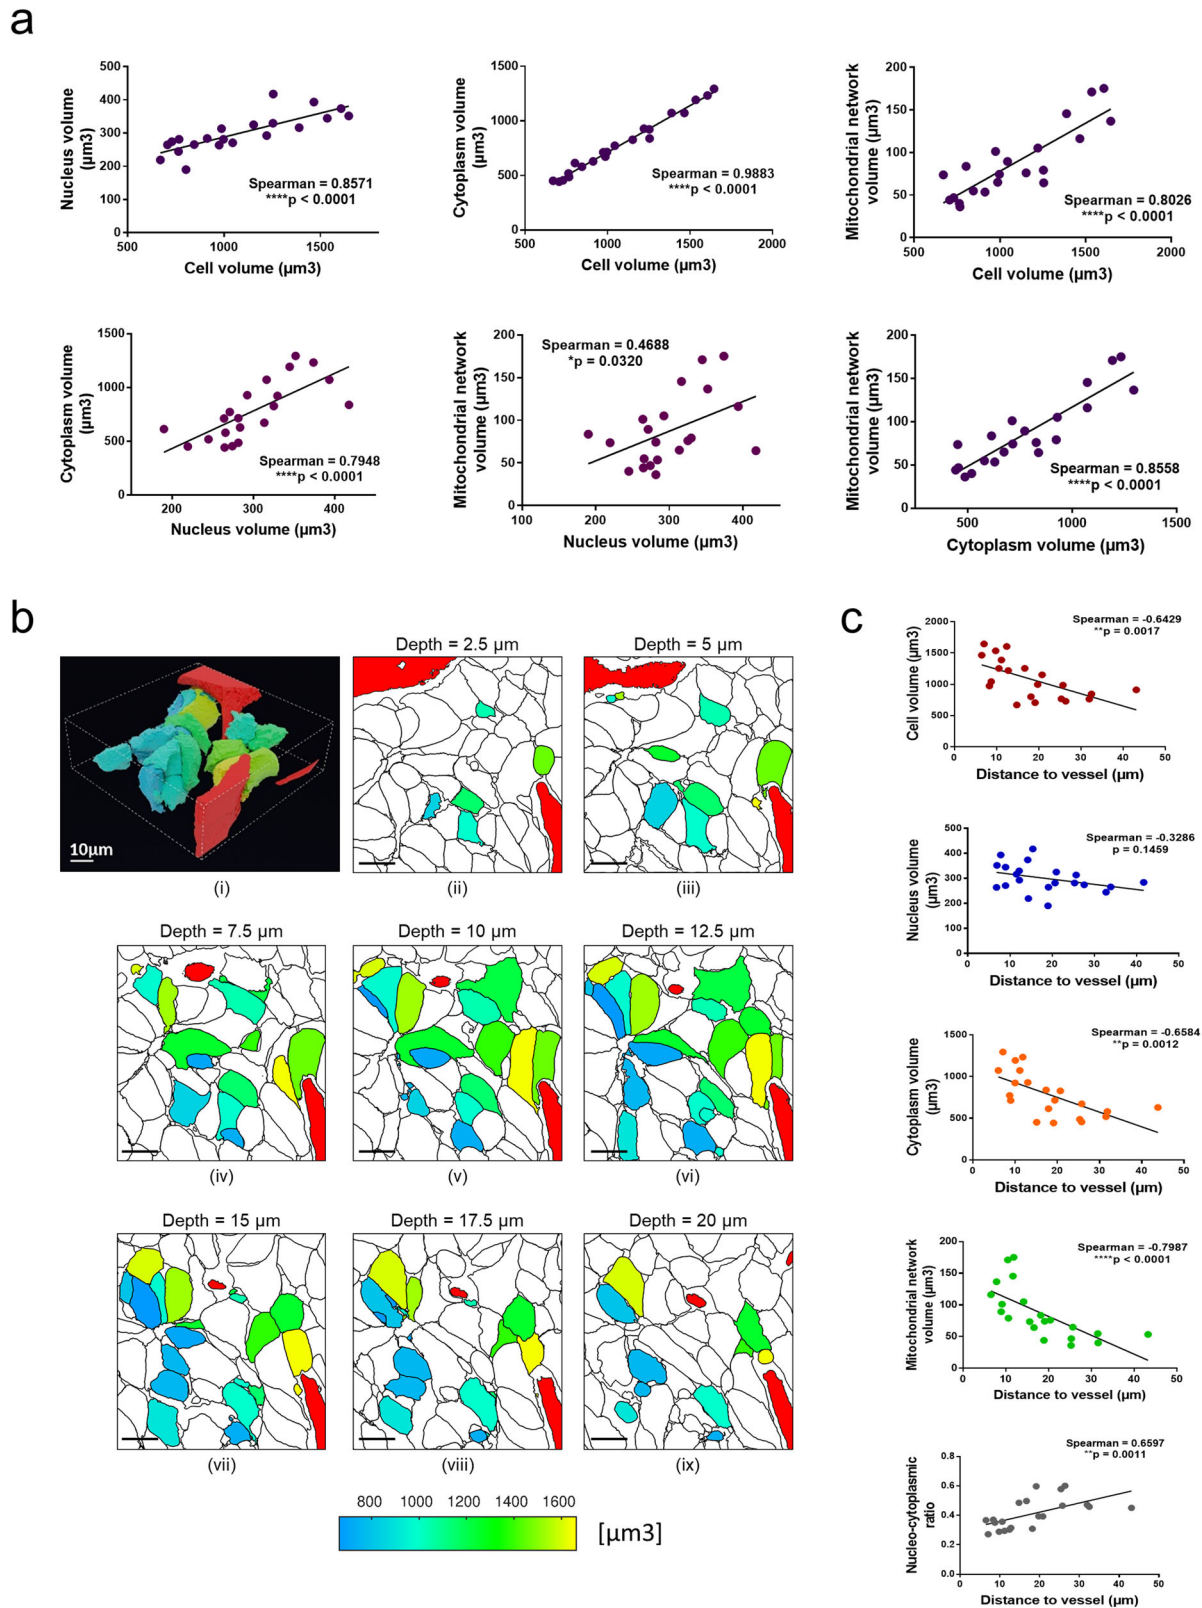 a
Nucleus volume
(µm3)
500
400
300
200
100
0
500
1000
1500
Cell volume (µm3)
Spearman = 0.8571
****p < 0.0001
Cytoplasm volume
(µm3)
1500
1000
500
0
500
1000
1500
2000
Cell volume (µm3)
Spearman = 0.9883
****p < 0.0001
Mitochondrial network
volume (µm3)
200
150
100
50
0
500
1000
1500
2000
Cell volume (µm3)
Spearman = 0.8026
****p < 0.0001
Cytoplasm volume
(µm3)
1500
1000
500
0
200
300
400
Nucleus volume (µm3)
Spearman = 0.7948
****p < 0.0001
Mitochondrial network
volume (µm3)
200
150
100
50
0
100
200
300
400
Nucleus volume (µm3)
Spearman = 0.4688
*p = 0.0320
Mitochondrial network
volume (µm3)
200
150
100
50
0
500
1000
1500
Cytoplasm volume (µm3)
Spearman = 0.8558
****p < 0.0001
b
10µm
(i)
Depth = 2.5 µm
(ii)
Depth = 5 µm
(iii)
Depth = 7.5 µm
(iv)
Depth = 10 µm
(v)
Depth = 12.5 µm
(vi)
Depth = 15 µm
(vii)
Depth = 17.5 µm
(viii)
Depth = 20 µm
(ix)
800 1000 1200 1400 1600
[µm3]
c
Cell volume (µm3)
2000
1500
1000
500
0
0 10 20 30 40 50
Distance to vessel (µm)
Spearman = -0.6429
**p = 0.0017
Nucleus volume
(µm3)
500
400
300
200
100
0
0 10 20 30 40 50
Distance to vessel (µm)
Spearman = -0.3286
p = 0.1459
Cytoplasm volume
(µm3)
1500
1000
500
0
0 10 20 30 40 50
Distance to vessel (µm)
Spearman = -0.6584
**p = 0.0012
Mitochondrial network
volume (µm3)
200
150
100
50
0
0 10 20 30 40 50
Distance to vessel (µm)
Spearman = -0.7987
****p < 0.0001
Nucleo-cytoplasmic
ratio
0.8
0.6
0.4
0.2
0.0
0 10 20 30 40 50
Distance to vessel (µm)
Spearman = 0.6597
**p = 0.0011